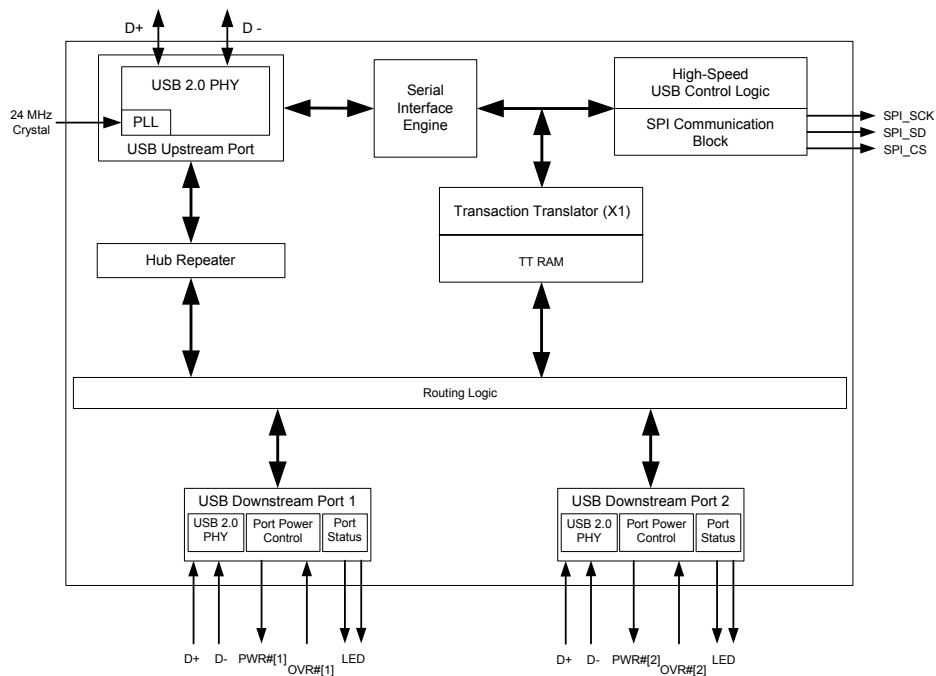 D+
D -
USB 2.0 PHY
PLL
USB Upstream Port
24 MHz
Crystal
Serial
Interface
Engine
High-Speed
USB Control Logic
SPI Communication
Block
SPI_SCK
SPI_SD
SPI_CS
Transaction Translator (X1)
TT RAM
Hub Repeater
Routing Logic
USB Downstream Port 1
USB 2.0
PHY
Port Power
Control
Port
Status
USB Downstream Port 2
USB 2.0
PHY
Port Power
Control
Port
Status
D+
D-
PWR#[1]
OVR#[1]
LED
D+
D-
PWR#[2]
OVR#[2]
LED